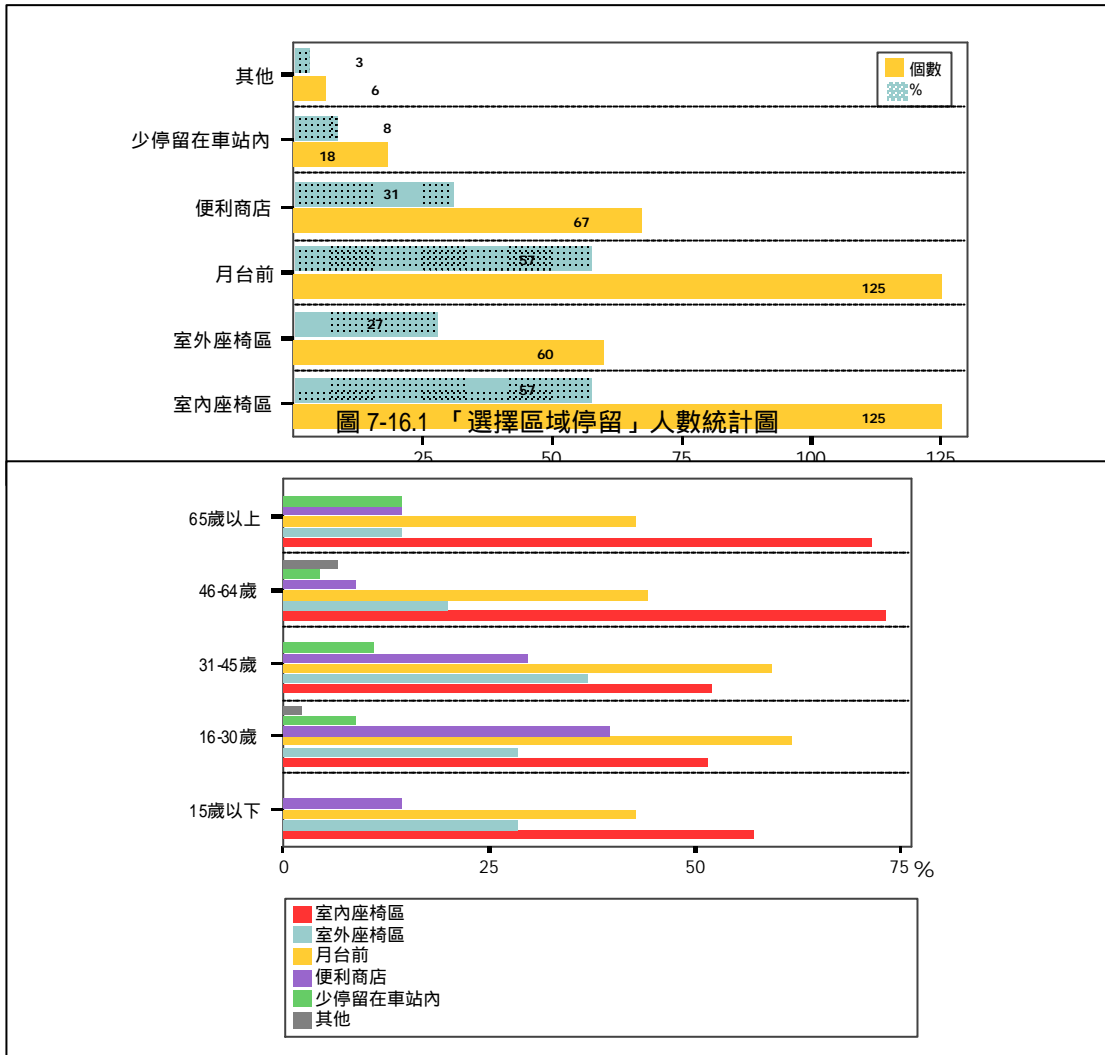 個數
%
其他
3
6
少停留在車站內
8
18
便利商店
31
67
月台前
57
125
室外座椅區
27
60
室內座椅區
57
125
圖 7-16.1 「選擇區域停留」人數統計圖
25 50 75 100 125
65歲以上
46-64歲
31-45歲
16-30歲
15歲以下
0 25 50 75 %
室內座椅區
室外座椅區
月台前
便利商店
少停留在車站內
其他